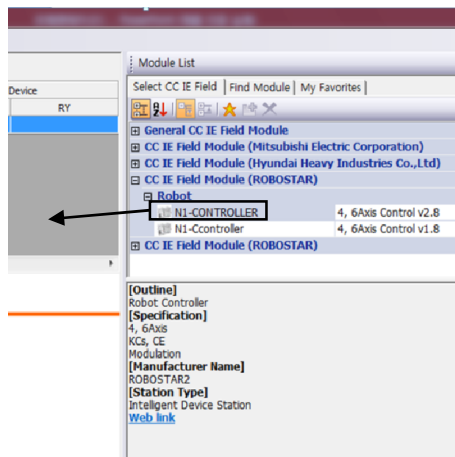 Module List
Select CC IE Field | Find Module | My Favorites |
Device
RY
General CC IE Field Module
CC IE Field Module (Mitsubishi Electric Corporation)
CC IE Field Module (Hyundai Heavy Industries Co.,Ltd)
CC IE Field Module (ROBOSTAR)
Robot
N1-CONTROLLER 4, 6Axis Control v2.8
N1-Ccontroller 4, 6Axis Control v1.8
CC IE Field Module (ROBOSTAR)
[Outline]
Robot Controller
[Specification]
4, 6Axis
KCs, CE
Modulation
[Manufacturer Name]
ROBOSTAR2
[Station Type]
Intelligent Device Station
Web link